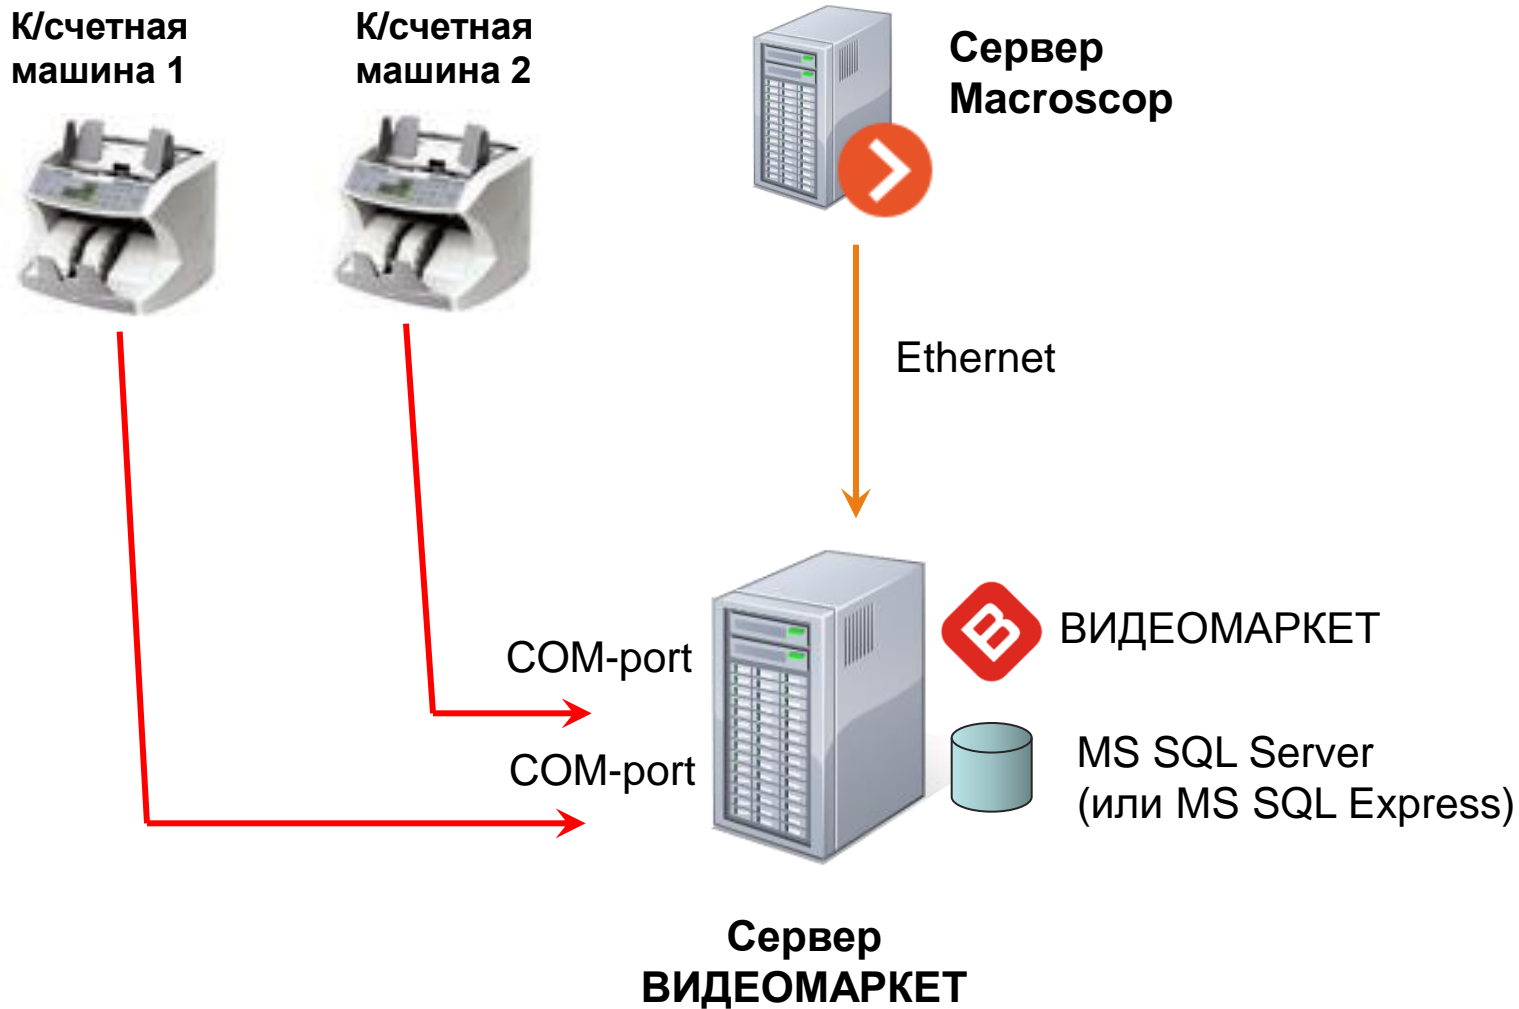 К/счетная
машина 1
К/счетная
машина 2
Сервер
Macroscop
Ethernet
COM-port
COM-port
В
ВИДЕОМАРКЕТ
MS SQL Server
(или MS SQL Express)
Сервер
ВИДЕОМАРКЕТ